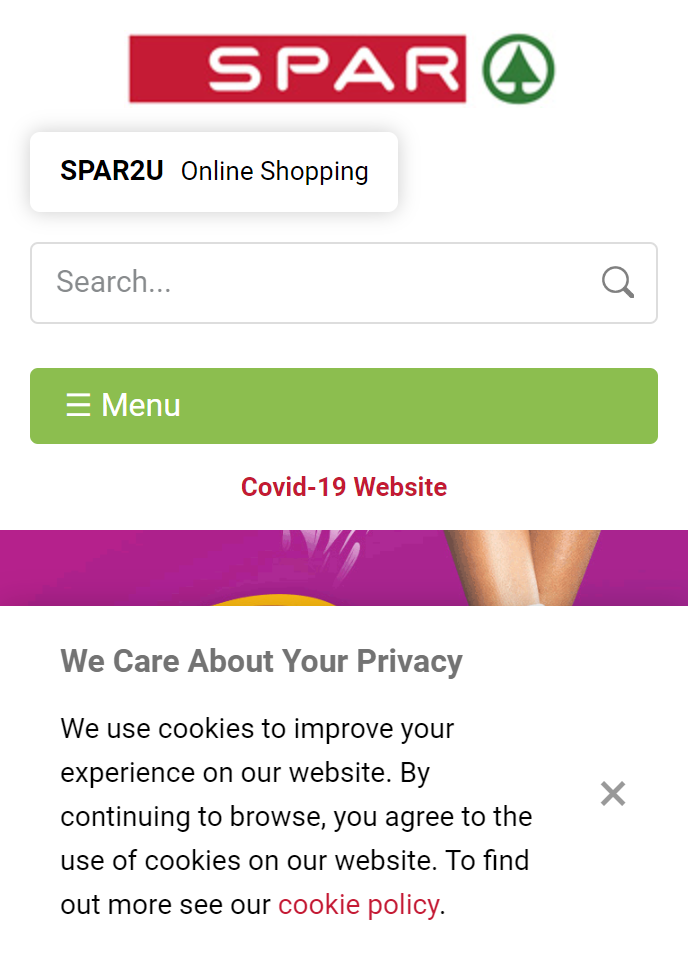 SPAR
SPAR2U Online Shopping
Search...
☰ Menu
Covid-19 Website
We Care About Your Privacy
We use cookies to improve your
experience on our website. By
continuing to browse, you agree to the
use of cookies on our website. To find
out more see our cookie policy.